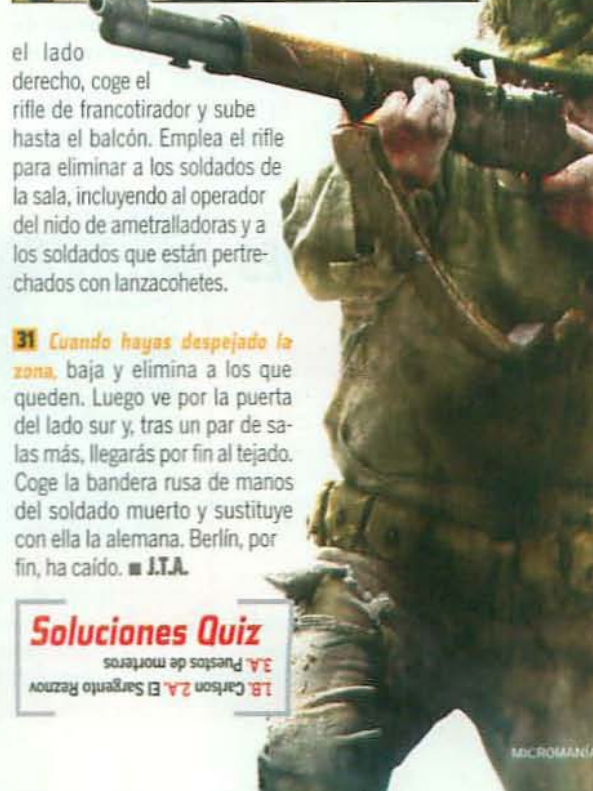 el lado
derecho, coge el
rifle de francotirador y sube
hasta el balcón. Emplea el rifle
para eliminar a los soldados de
la sala, incluyendo al operador
del nido de ametralladoras y a
los soldados que están pertre-
chados con lanzacohetes.
31 Cuando hayas despejado la
zona, baja y elimina a los que
queden. Luego ve por la puerta
del lado sur y, tras un par de sa-
las más, llegarás por fin al tejado.
Coge la bandera rusa de manos
del soldado muerto y sustituye
con ella la alemana. Berlín, por
fin, ha caído. ■ J.T.A.
Soluciones Quiz
1.B. Carlson 2.A. El Sargento Reznov
3.A. Puestos de morteros
MICROMANÍA